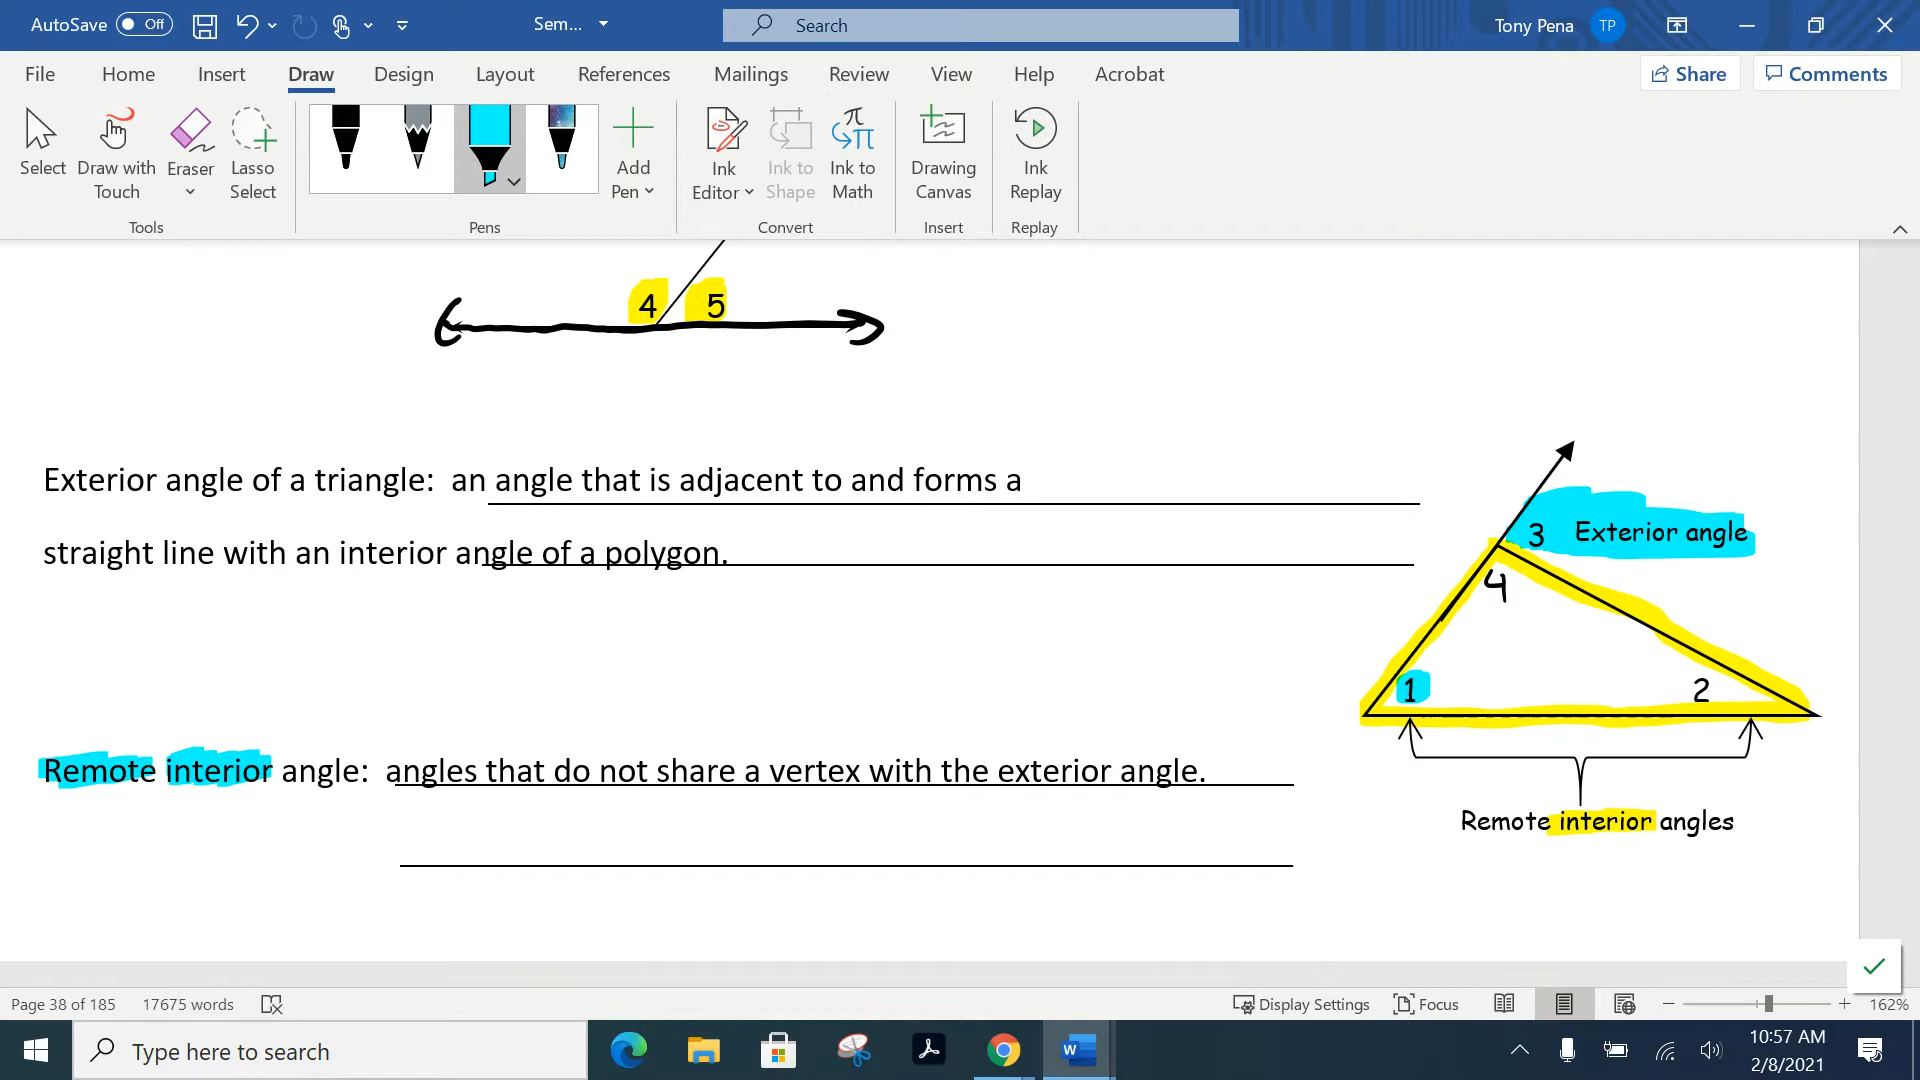 AutoSave Off
Sem...
Search
Tony Pena TP
File Home Insert Draw Design Layout References Mailings Review View Help Acrobat
Share Comments
Select
Draw with Touch
Eraser
Lasso Select
Add Pen
Ink Editor
Ink to Shape
Ink to Math
Drawing Canvas
Ink Replay
Tools Pens Convert Insert Replay
4 5
Exterior angle of a triangle: an angle that is adjacent to and forms a
straight line with an interior angle of a polygon.
3 Exterior angle
4
1 2
Remote interior angle: angles that do not share a vertex with the exterior angle.
Remote interior angles
Page 38 of 185 17675 words
Display Settings Focus 162%
Type here to search
10:57 AM
2/8/2021